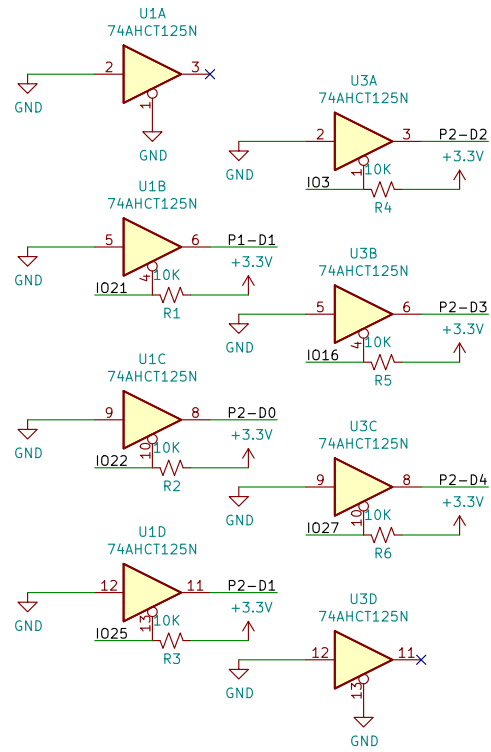 U1A
74AHCT125N
2
3
1
GND
GND
U1B
74AHCT125N
5
6
P1-D1
+3.3V
4
10K
IO21
R1
GND
U1C
74AHCT125N
9
8
P2-D0
+3.3V
10
10K
IO22
R2
GND
U1D
74AHCT125N
12
11
P2-D1
+3.3V
13
10K
IO25
R3
GND
U3A
74AHCT125N
2
3
P2-D2
+3.3V
1
10K
IO3
R4
GND
U3B
74AHCT125N
5
6
P2-D3
+3.3V
4
10K
IO16
R5
GND
U3C
74AHCT125N
9
8
P2-D4
+3.3V
10
10K
IO27
R6
GND
U3D
74AHCT125N
12
11
13
GND
GND